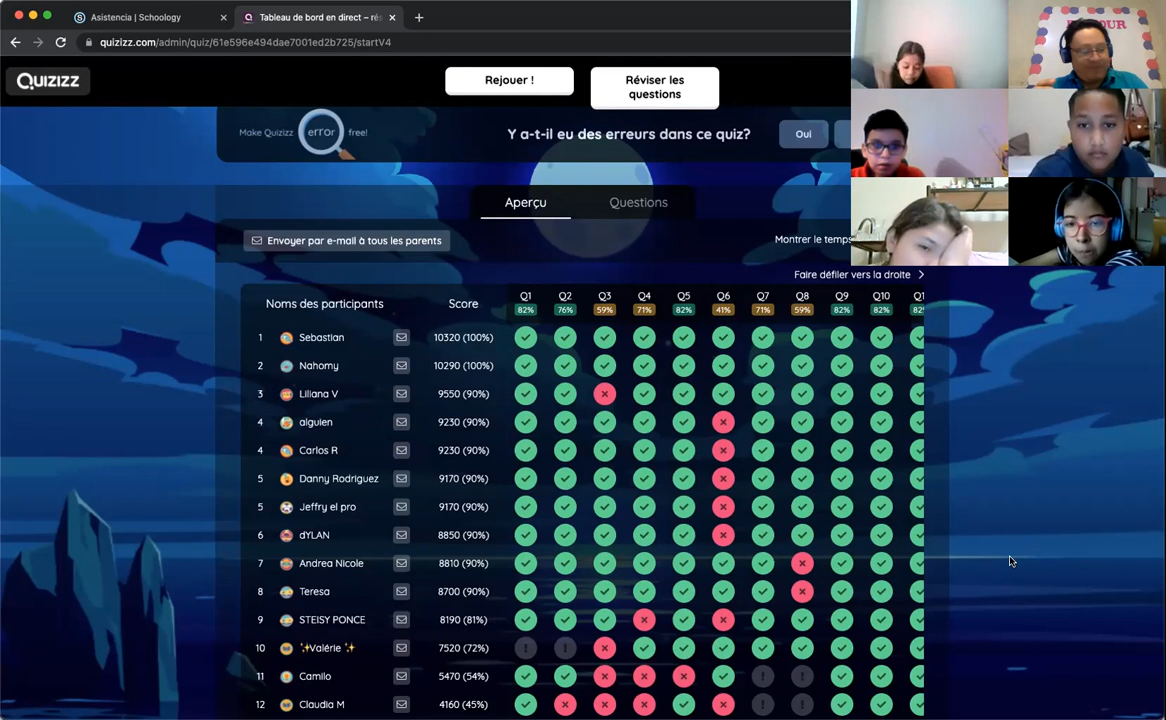 Asistencia | Schoology
Tableau de bord en direct – rés
quizizz.com/admin/quiz/61e596e494dae7001ed2b725/startV4
Quizizz
Rejouer !
Réviser les
questions
Make Quizizz error free!
Y a-t-il eu des erreurs dans ce quiz?
Oui
Aperçu
Questions
Envoyer par e-mail à tous les parents
Montrer le temps
Faire défiler vers la droite
Noms des participants Score Q1 Q2 Q3 Q4 Q5 Q6 Q7 Q8 Q9 Q10 Q1
82% 76% 59% 71% 82% 41% 71% 59% 82% 82% 82
1 Sebastian 10320 (100%)
2 Nahomy 10290 (100%)
3 Liliana V 9550 (90%)
4 alguien 9230 (90%)
4 Carlos R 9230 (90%)
5 Danny Rodriguez 9170 (90%)
5 Jeffry el pro 9170 (90%)
6 dYLAN 8850 (90%)
7 Andrea Nicole 8810 (90%)
8 Teresa 8700 (90%)
9 STEISY PONCE 8190 (81%)
10 ✨Valérie ✨ 7520 (72%)
11 Camilo 5470 (54%)
12 Claudia M 4160 (45%)